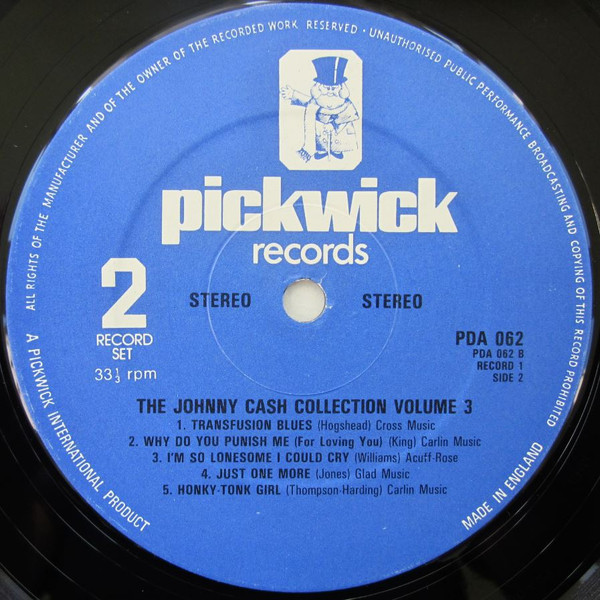 ALL RIGHTS OF THE MANUFACTURER AND OF THE OWNER OF THE RECORDED WORK RESERVED · UNAUTHORISED PUBLIC PERFORMANCE BROADCASTING AND COPYING OF THIS RECORD PROHIBITED
pickwick
records
2
RECORD
SET
33 1/3 rpm
STEREO STEREO
PDA 062
PDA 062 B
RECORD 1
SIDE 2
THE JOHNNY CASH COLLECTION VOLUME 3
1. TRANSFUSION BLUES (Hogshead) Cross Music
2. WHY DO YOU PUNISH ME (For Loving You) (King) Carlin Music
3. I'M SO LONESOME I COULD CRY (Williams) Acuff-Rose
4. JUST ONE MORE (Jones) Glad Music
5. HONKY-TONK GIRL (Thompson-Harding) Carlin Music
A PICKWICK INTERNATIONAL PRODUCT
MADE IN ENGLAND